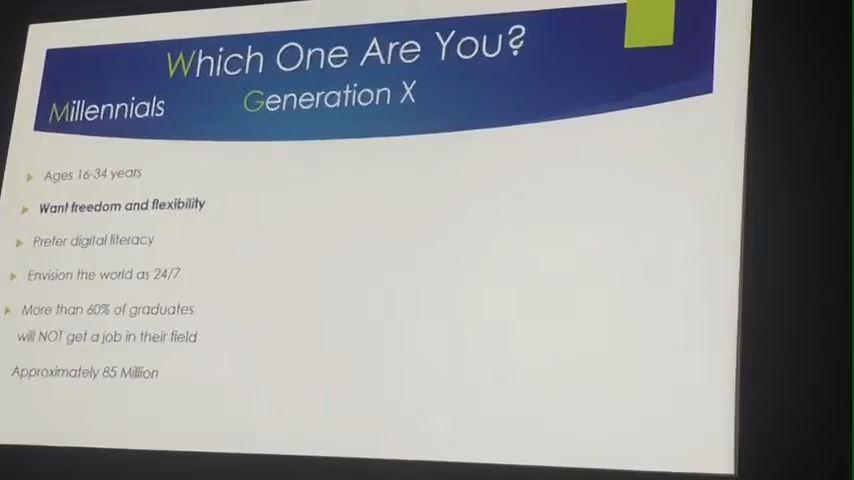 Which One Are You?
Millennials Generation X
Ages 16-34 years
Want freedom and flexibility
Prefer digital literacy
Envision the world as 24/7
More than 60% of graduates
will NOT get a job in their field
Approximately 85 Million